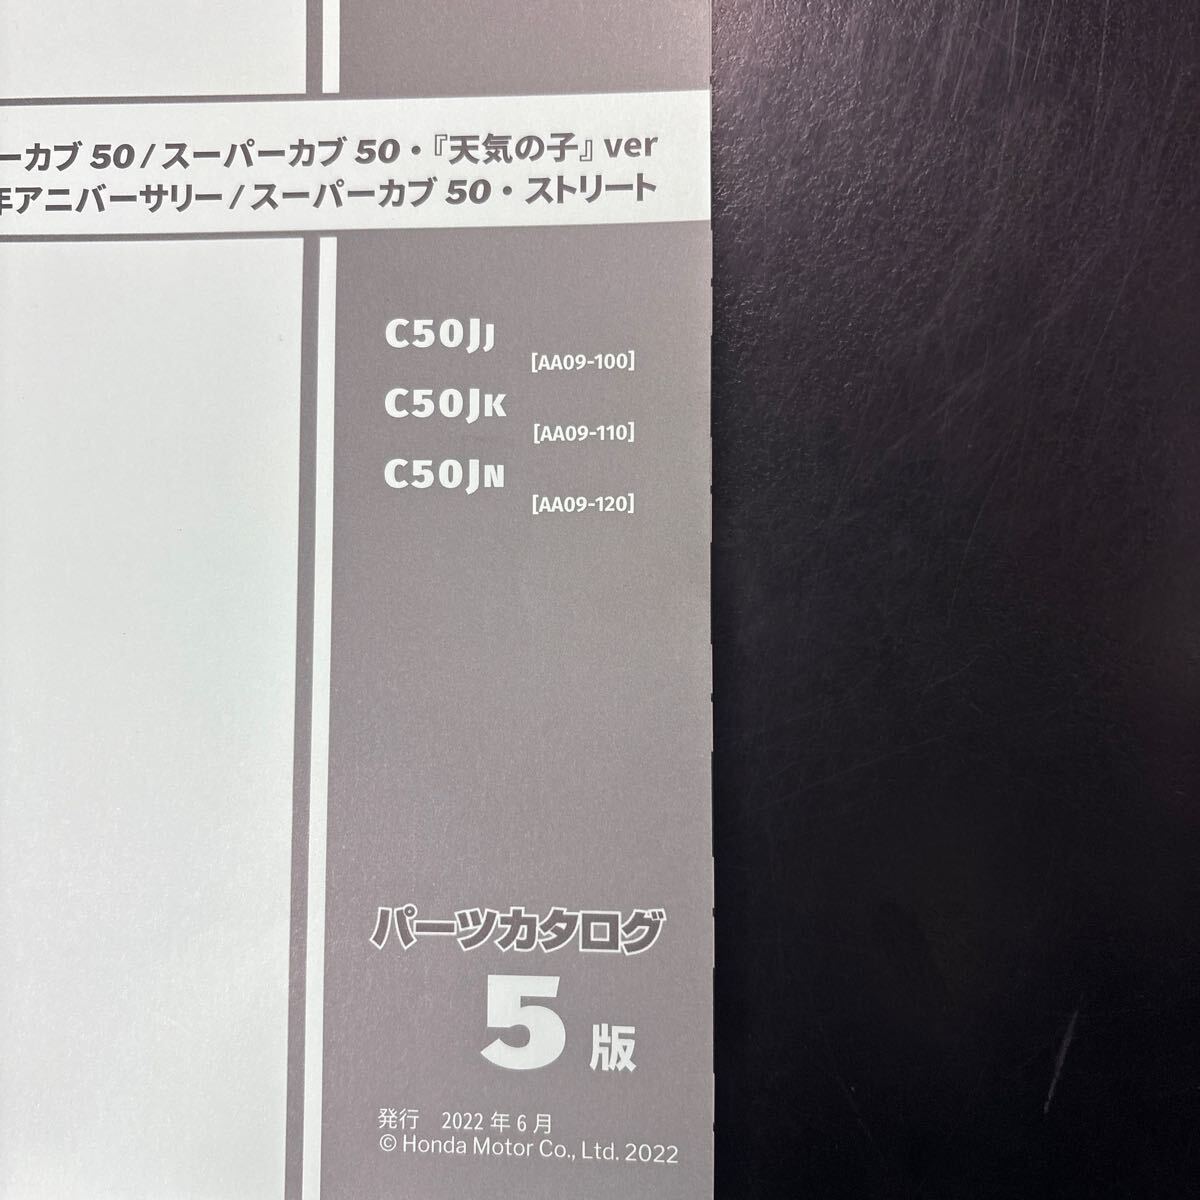 ーカブ 50 / スーパーカブ 50・『天気の子』ver
年アニバーサリー / スーパーカブ 50・ストリート
C50JJ
[AA09-100]
C50JK
[AA09-110]
C50JN
[AA09-120]
パーツカタログ
5 版
発行 2022 年 6 月
© Honda Motor Co., Ltd. 2022